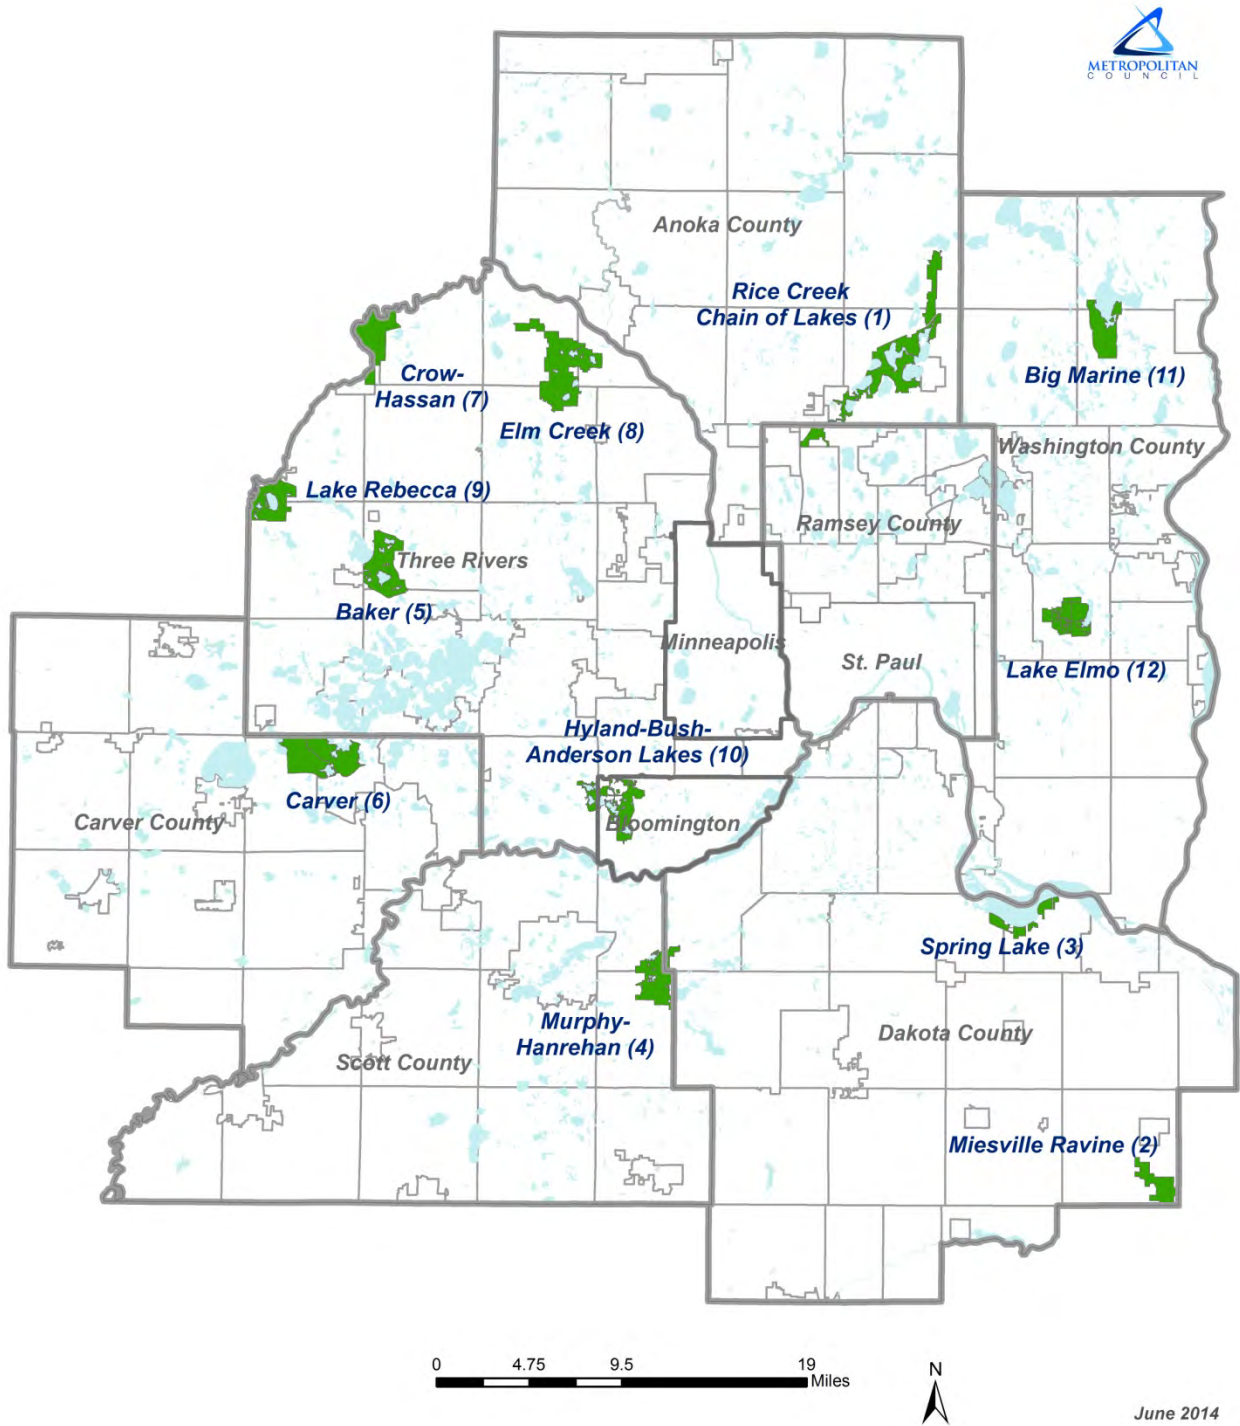 METROPOLITAN
COUNCIL
Anoka County
Rice Creek
Chain of Lakes (1)
Crow-
Hassan (7)
Big Marine (11)
Elm Creek (8)
Washington County
Lake Rebecca (9)
Ramsey County
Three Rivers
Baker (5)
Minneapolis
St. Paul
Lake Elmo (12)
Hyland-Bush-
Anderson Lakes (10)
Carver (6)
Carver County
Bloomington
Spring Lake (3)
Murphy-
Hanrehan (4)
Dakota County
Scott County
Miesville Ravine (2)
0 4.75 9.5 19
Miles
N
June 2014